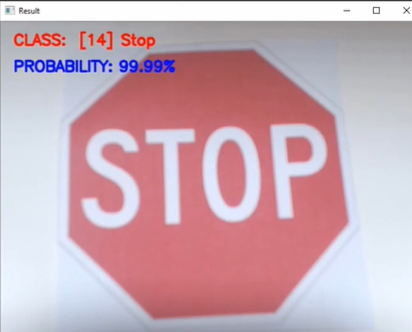 Result
CLASS: [14] Stop
PROBABILITY: 99.99%
STOP